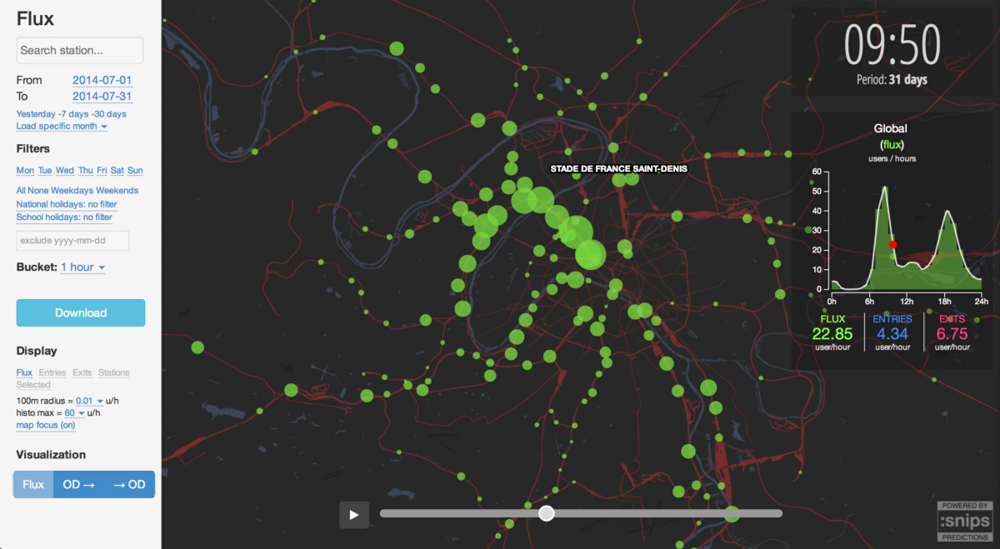 Flux
Search station...
From 2014-07-01
To 2014-07-31
Yesterday -7 days -30 days
Load specific month
Filters
Mon Tue Wed Thu Fri Sat Sun
All None Weekdays Weekends
National holidays: no filter
School holidays: no filter
exclude yyyy-mm-dd
Bucket: 1 hour
Download
Display
Flux Entries Exits Stations
Selected
100m radius = 0.01 u/h
histo max = 60 u/h
map focus (on)
Visualization
Flux OD → → OD
STADE DE FRANCE SAINT-DENIS
09:50
Period: 31 days
Global
(flux)
users / hours
60
50
40
30
20
10
0
0h 6h 12h 18h 24h
FLUX ENTRIES EXITS
22.85 4.34 6.75
user/hour user/hour user/hour
POWERED BY
:snips
PREDICTIONS